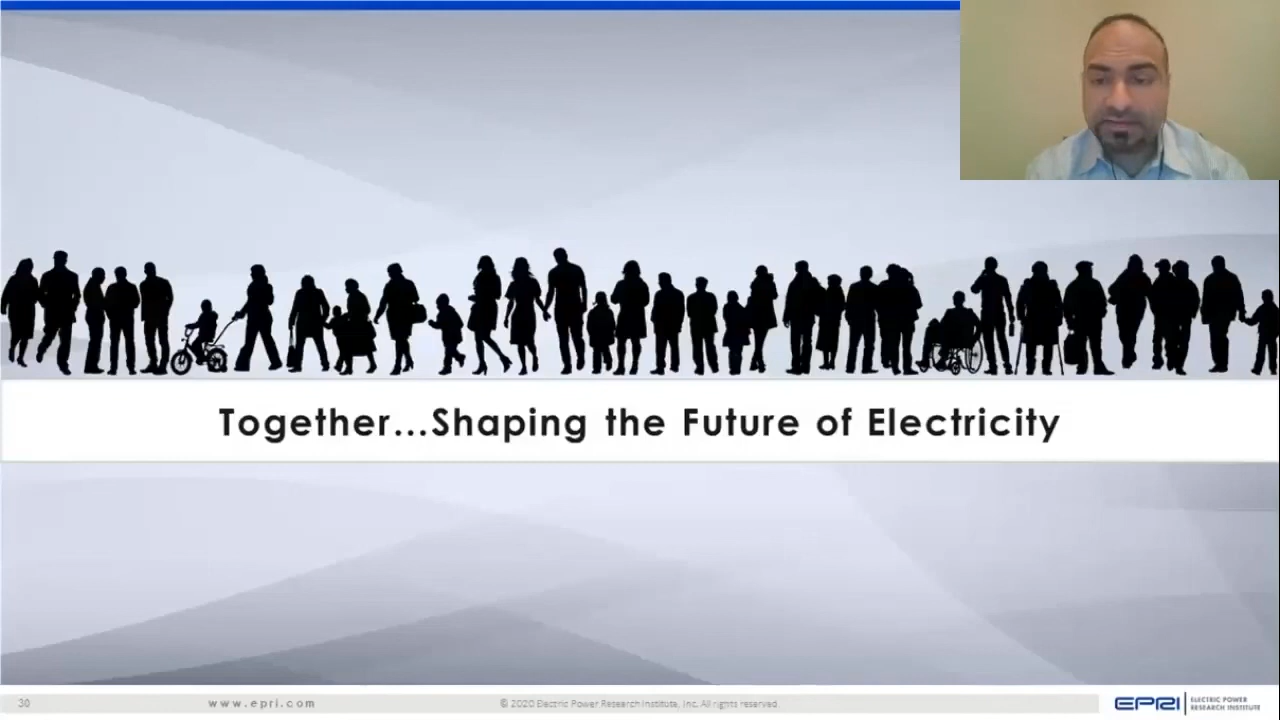 Together...Shaping the Future of Electricity
30
www.epri.com
© 2020 Electric Power Research Institute, Inc. All rights reserved.
EPRI
ELECTRIC POWER
RESEARCH INSTITUTE